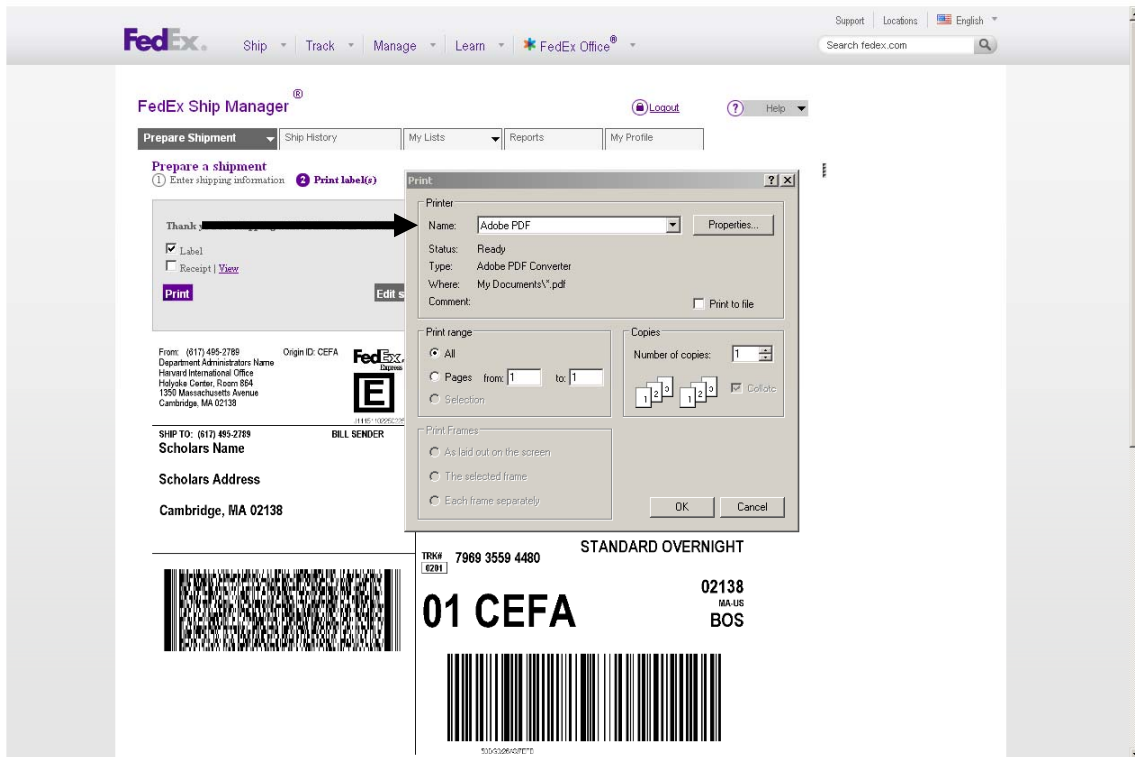 Support Locations English
FedEx® Ship Track Manage Learn FedEx Office® Search fedex.com
FedEx Ship Manager ®
Logout ? Help
Prepare Shipment Ship History My Lists Reports My Profile
Prepare a shipment
1 Enter shipping information 2 Print label(s)
Thank
Label
Receipt | View
Print Edit s
From: (617) 495-2789 Origin ID: CEFA
Department Administrators Name
Harvard International Office
Holyoke Center, Room 864
1350 Massachusetts Avenue
Cambridge, MA 02138
FedEx
Express
E
SHIP TO: (617) 495-2789 BILL SENDER
Scholars Name
Scholars Address
Cambridge, MA 02138
Print ? X
Printer
Name: Adobe PDF Properties...
Status: Ready
Type: Adobe PDF Converter
Where: My Documents\*.pdf
Comment: Print to file
Print range
All
Pages from: 1 to: 1
Selection
Copies
Number of copies: 1
1 2 3 1 2 3 Collate
Print Frames
As laid out on the screen
The selected frame
Each frame separately
OK Cancel
STANDARD OVERNIGHT
TRK# 7969 3559 4480
0201
02138
01 CEFA MA-US
BOS